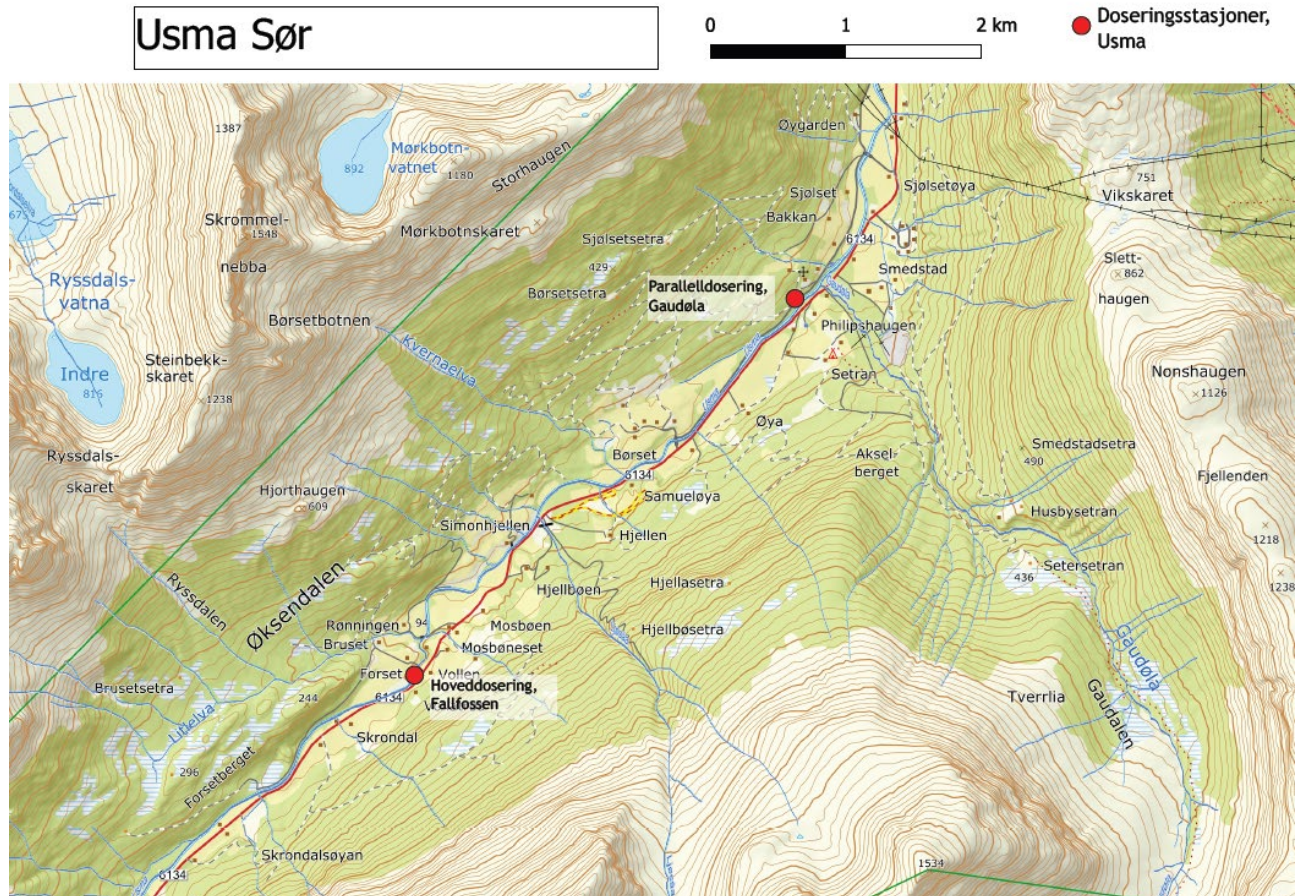 Usma Sør
0 1 2 km
Doseringsstasjoner,
Usma
1387
Mørkbotn-
vatnet
892
1180
Storhaugen
Øygarden
Sjølset
Sjølsetøya
751
Vikskaret
Skrommel-
1548
nebba
Mørkbotnskaret
Bakkan
Sjølsetsetra
6134
429
Børsetsetra
Smedstad
Slett-
862
haugen
Ryssdals-
vatna
Parallelldosering,
Gaudøla
Gaudøla
Børsetbotnen
Kvernaelva
Usma
Philipshaugen
Steinbekk-
skaret
Indre
816
Setran
Nonshaugen
1126
1238
Usma
Øya
Ryssdals-
skaret
Børset
6134
Aksel-
berget
Smedstadsetra
490
Fjellenden
Hjorthaugen
609
Samueløya
Simonhjellen
Hjellen
Husbysetran
1218
Setersetran
436
1238
Ryssdalen
Øksendalen
Hjellbøen
Hjellasetra
Rønningen
94
Mosbøen
Hjellbøsetra
Bruset
Mosbøneset
Gaudøla
Forset
Vollen
Brusetsetra
244
6134
Hoveddosering,
Fallfossen
Tverrlia
Gaudalen
Litlelva
Skrondal
296
Forsetberget
Skrondalsøyan
1534
6134